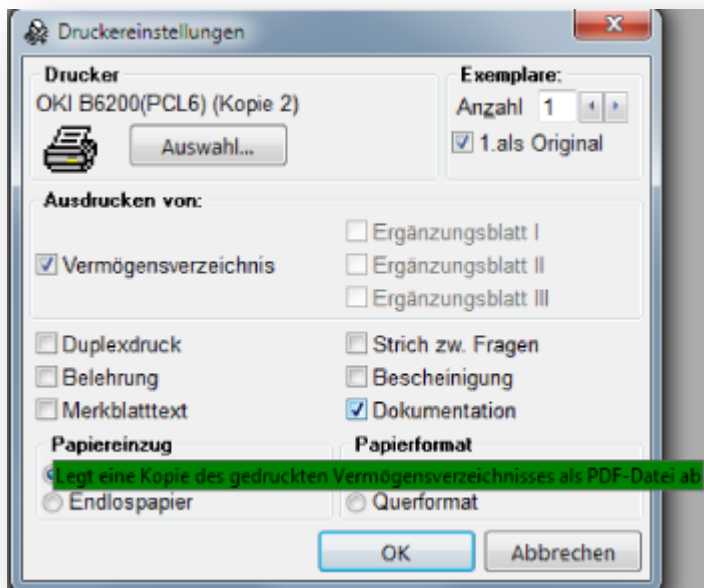 Druckereinstellungen
Drucker
OKI B6200(PCL6) (Kopie 2)
Auswahl...
Exemplare:
Anzahl 1
1.als Original
Ausdrucken von:
Vermögensverzeichnis
Ergänzungsblatt I
Ergänzungsblatt II
Ergänzungsblatt III
Duplexdruck
Strich zw. Fragen
Belehrung
Bescheinigung
Merkblatttext
Dokumentation
Papiereinzug
Papierformat
Legt eine Kopie des gedruckten Vermögensverzeichnisses als PDF-Datei ab
Endlospapier
Querformat
OK
Abbrechen